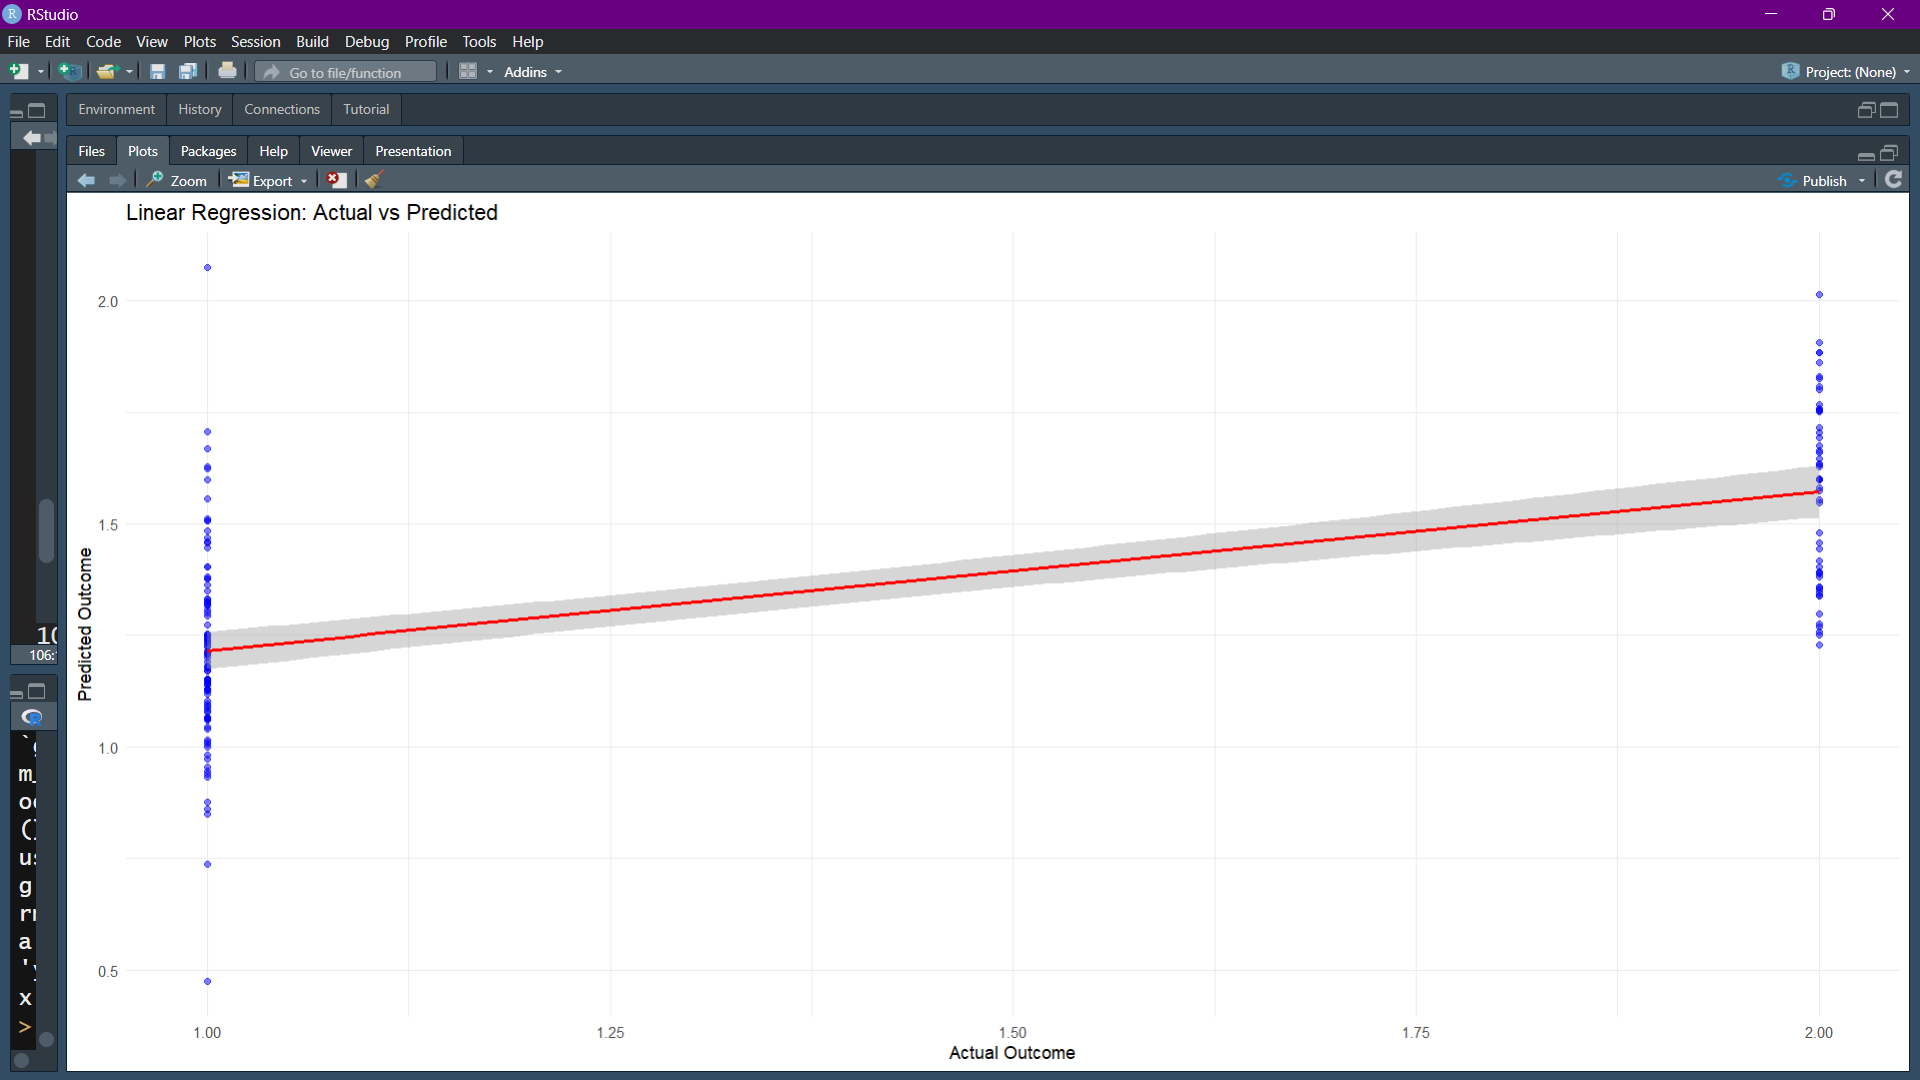 RStudio
File Edit Code View Plots Session Build Debug Profile Tools Help
Go to file/function Addins Project: (None)
Environment History Connections Tutorial
Files Plots Packages Help Viewer Presentation
Zoom Export Publish
Linear Regression: Actual vs Predicted
2.0
1.5
1.0
0.5
Predicted Outcome
1.00 1.25 1.50 1.75 2.00
Actual Outcome
106:
m_
g
a
x
>